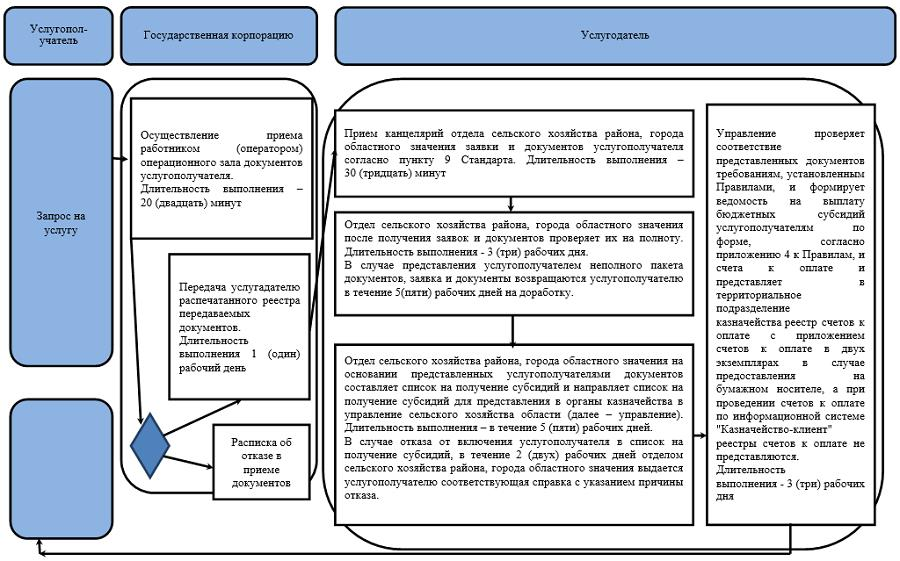 Услугопол-
учатель
Государственная корпорацию
Услугодатель
Запрос на
услугу
Осуществление приема
работником (оператором)
операционного зала документов
услугополучателя.
Длительность выполнения –
20 (двадцать) минут
Передача услугадателю
распечатанного реестра
передаваемых
документов.
Длительность
выполнения 1 (один)
рабочий день
Расписка об
отказе в
приеме
документов
Прием канцелярий отдела сельского хозяйства района, города
областного значения заявки и документов услугополучателя
согласно пункту 9 Стандарта. Длительность выполнения –
30 (тридцать) минут
Отдел сельского хозяйства района, города областного значения
после получения заявок и документов проверяет их на полноту.
Длительность выполнения - 3 (три) рабочих дня.
В случае представления услугополучателем неполного пакета
документов, заявка и документы возвращаются услугополучателю
в течение 5(пяти) рабочих дней на доработку.
Отдел сельского хозяйства района, города областного значения на
основании представленных услугополучателями документов
составляет список на получение субсидий и направляет список на
получение субсидий для представления в органы казначейства в
управление сельского хозяйства области (далее – управление).
Длительность выполнения – в течение 5 (пяти) рабочих дней.
В случае отказа от включения услугополучателя в список на
получение субсидий, в течение 2 (двух) рабочих дней отделом
сельского хозяйства района, города областного значения выдается
услугополучателю соответствующая справка с указанием причины
отказа.
Управление проверяет
соответствие
представленных документов
требованиям, установленным
Правилами, и формирует
ведомость на выплату
бюджетных субсидий
услугополучателям по
форме, согласно
приложению 4 к Правилам, и
счета к оплате и
представляет в
территориальное
подразделение
казначейства реестр счетов к
оплате с приложением
счетов к оплате в двух
экземплярах в случае
предоставления на
бумажном носителе, а при
проведении счетов к оплате
по информационной системе
"Казначейство-клиент"
реестры счетов к оплате не
представляются.
Длительность
выполнения - 3 (три) рабочих
дня